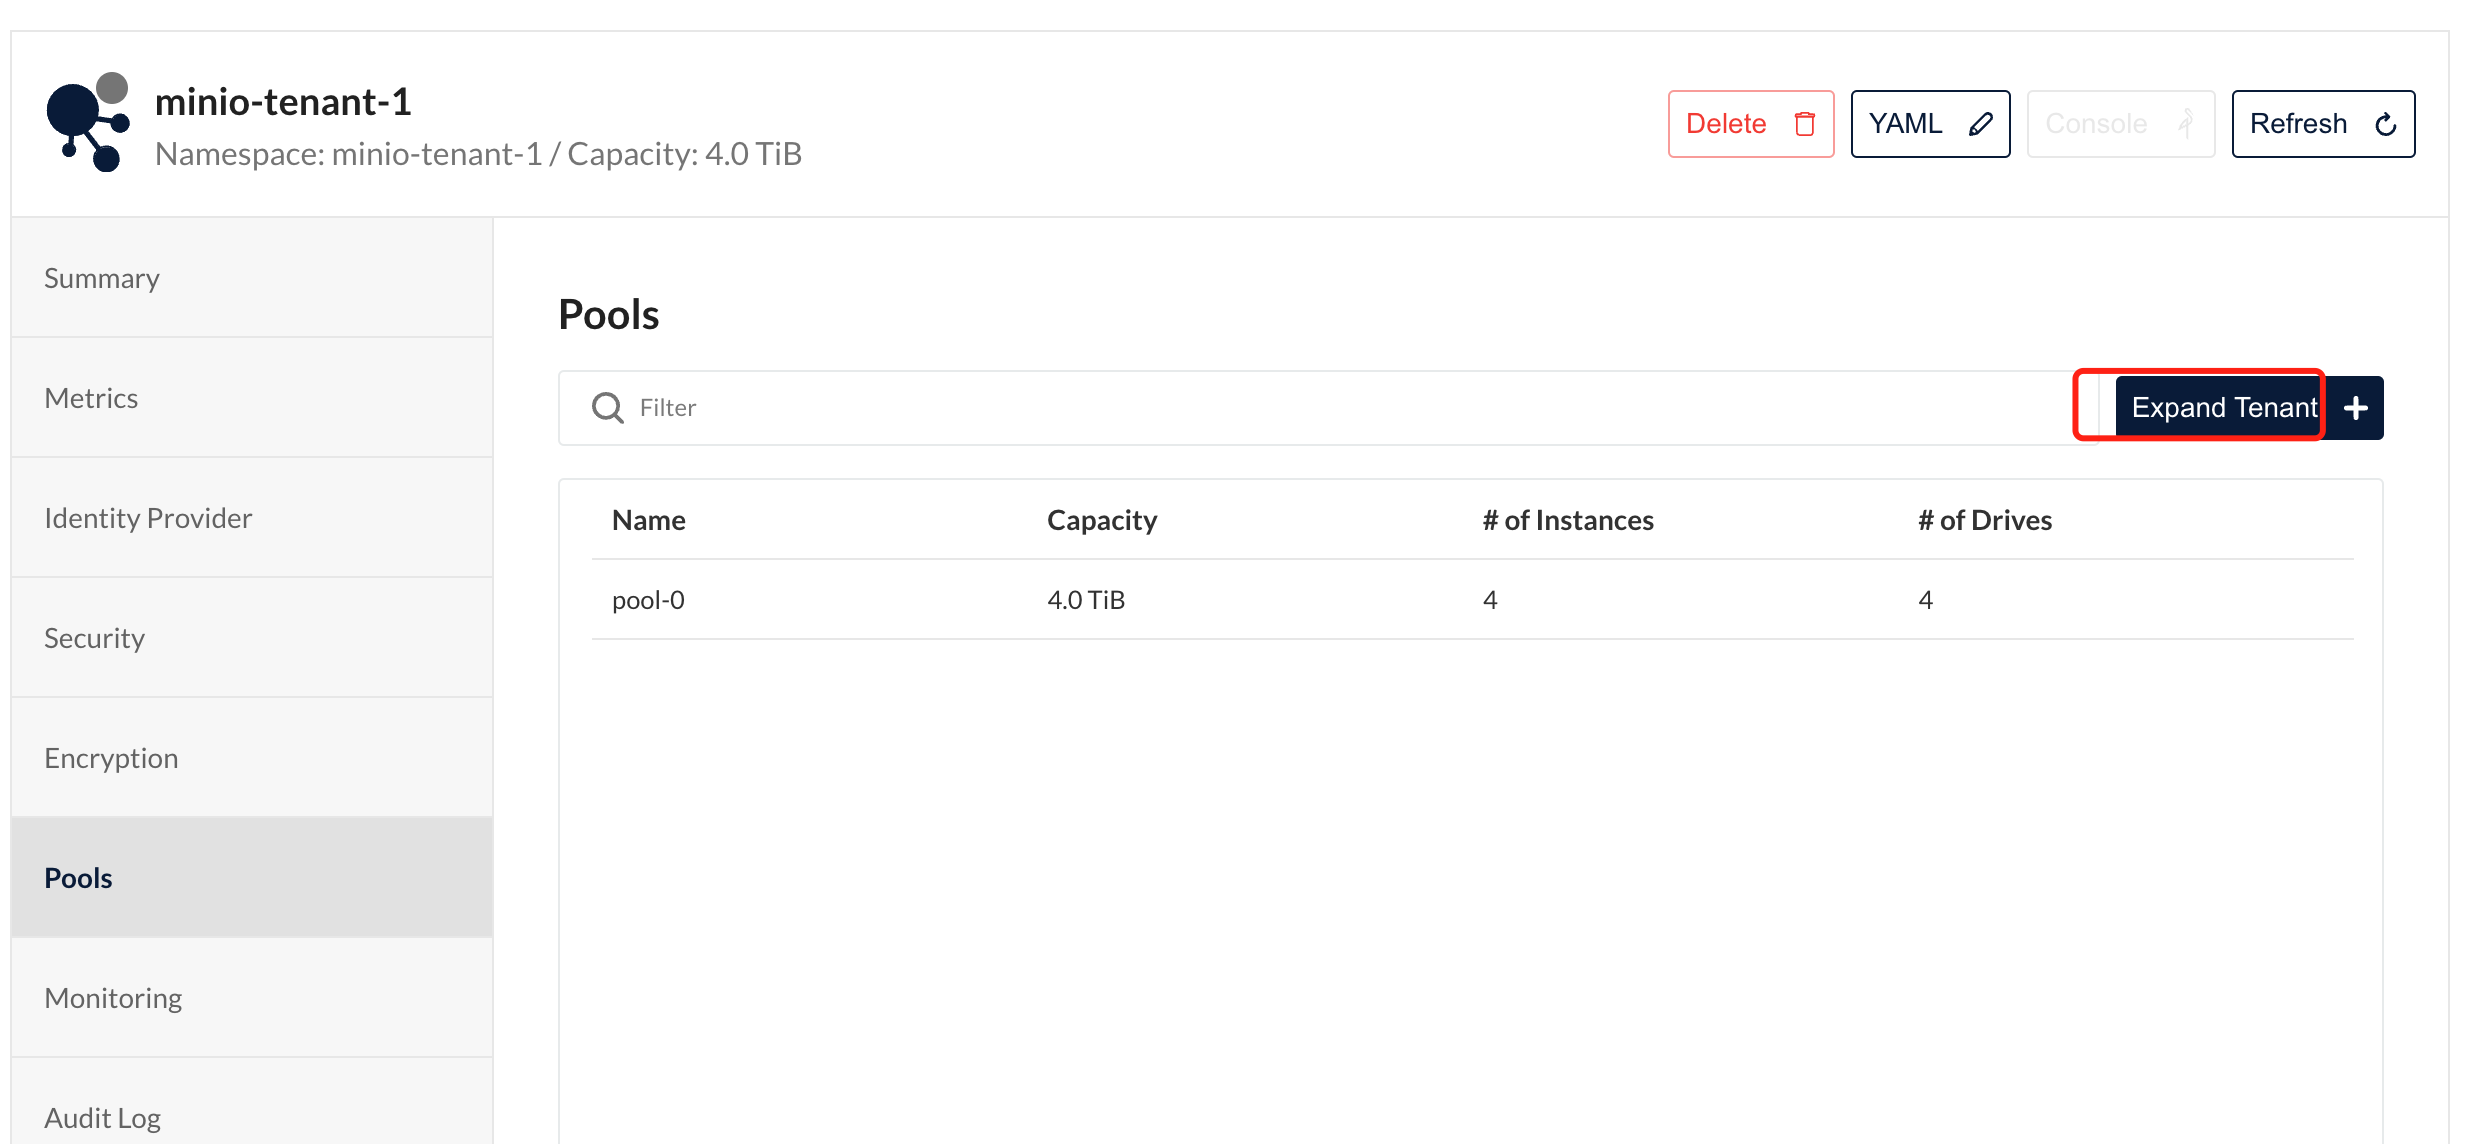 minio-tenant-1
Namespace: minio-tenant-1 / Capacity: 4.0 TiB
Delete
YAML
Console
Refresh
Summary
Metrics
Identity Provider
Security
Encryption
Pools
Monitoring
Audit Log
Pools
Filter
Expand Tenant
Name Capacity # of Instances # of Drives
pool-0 4.0 TiB 4 4